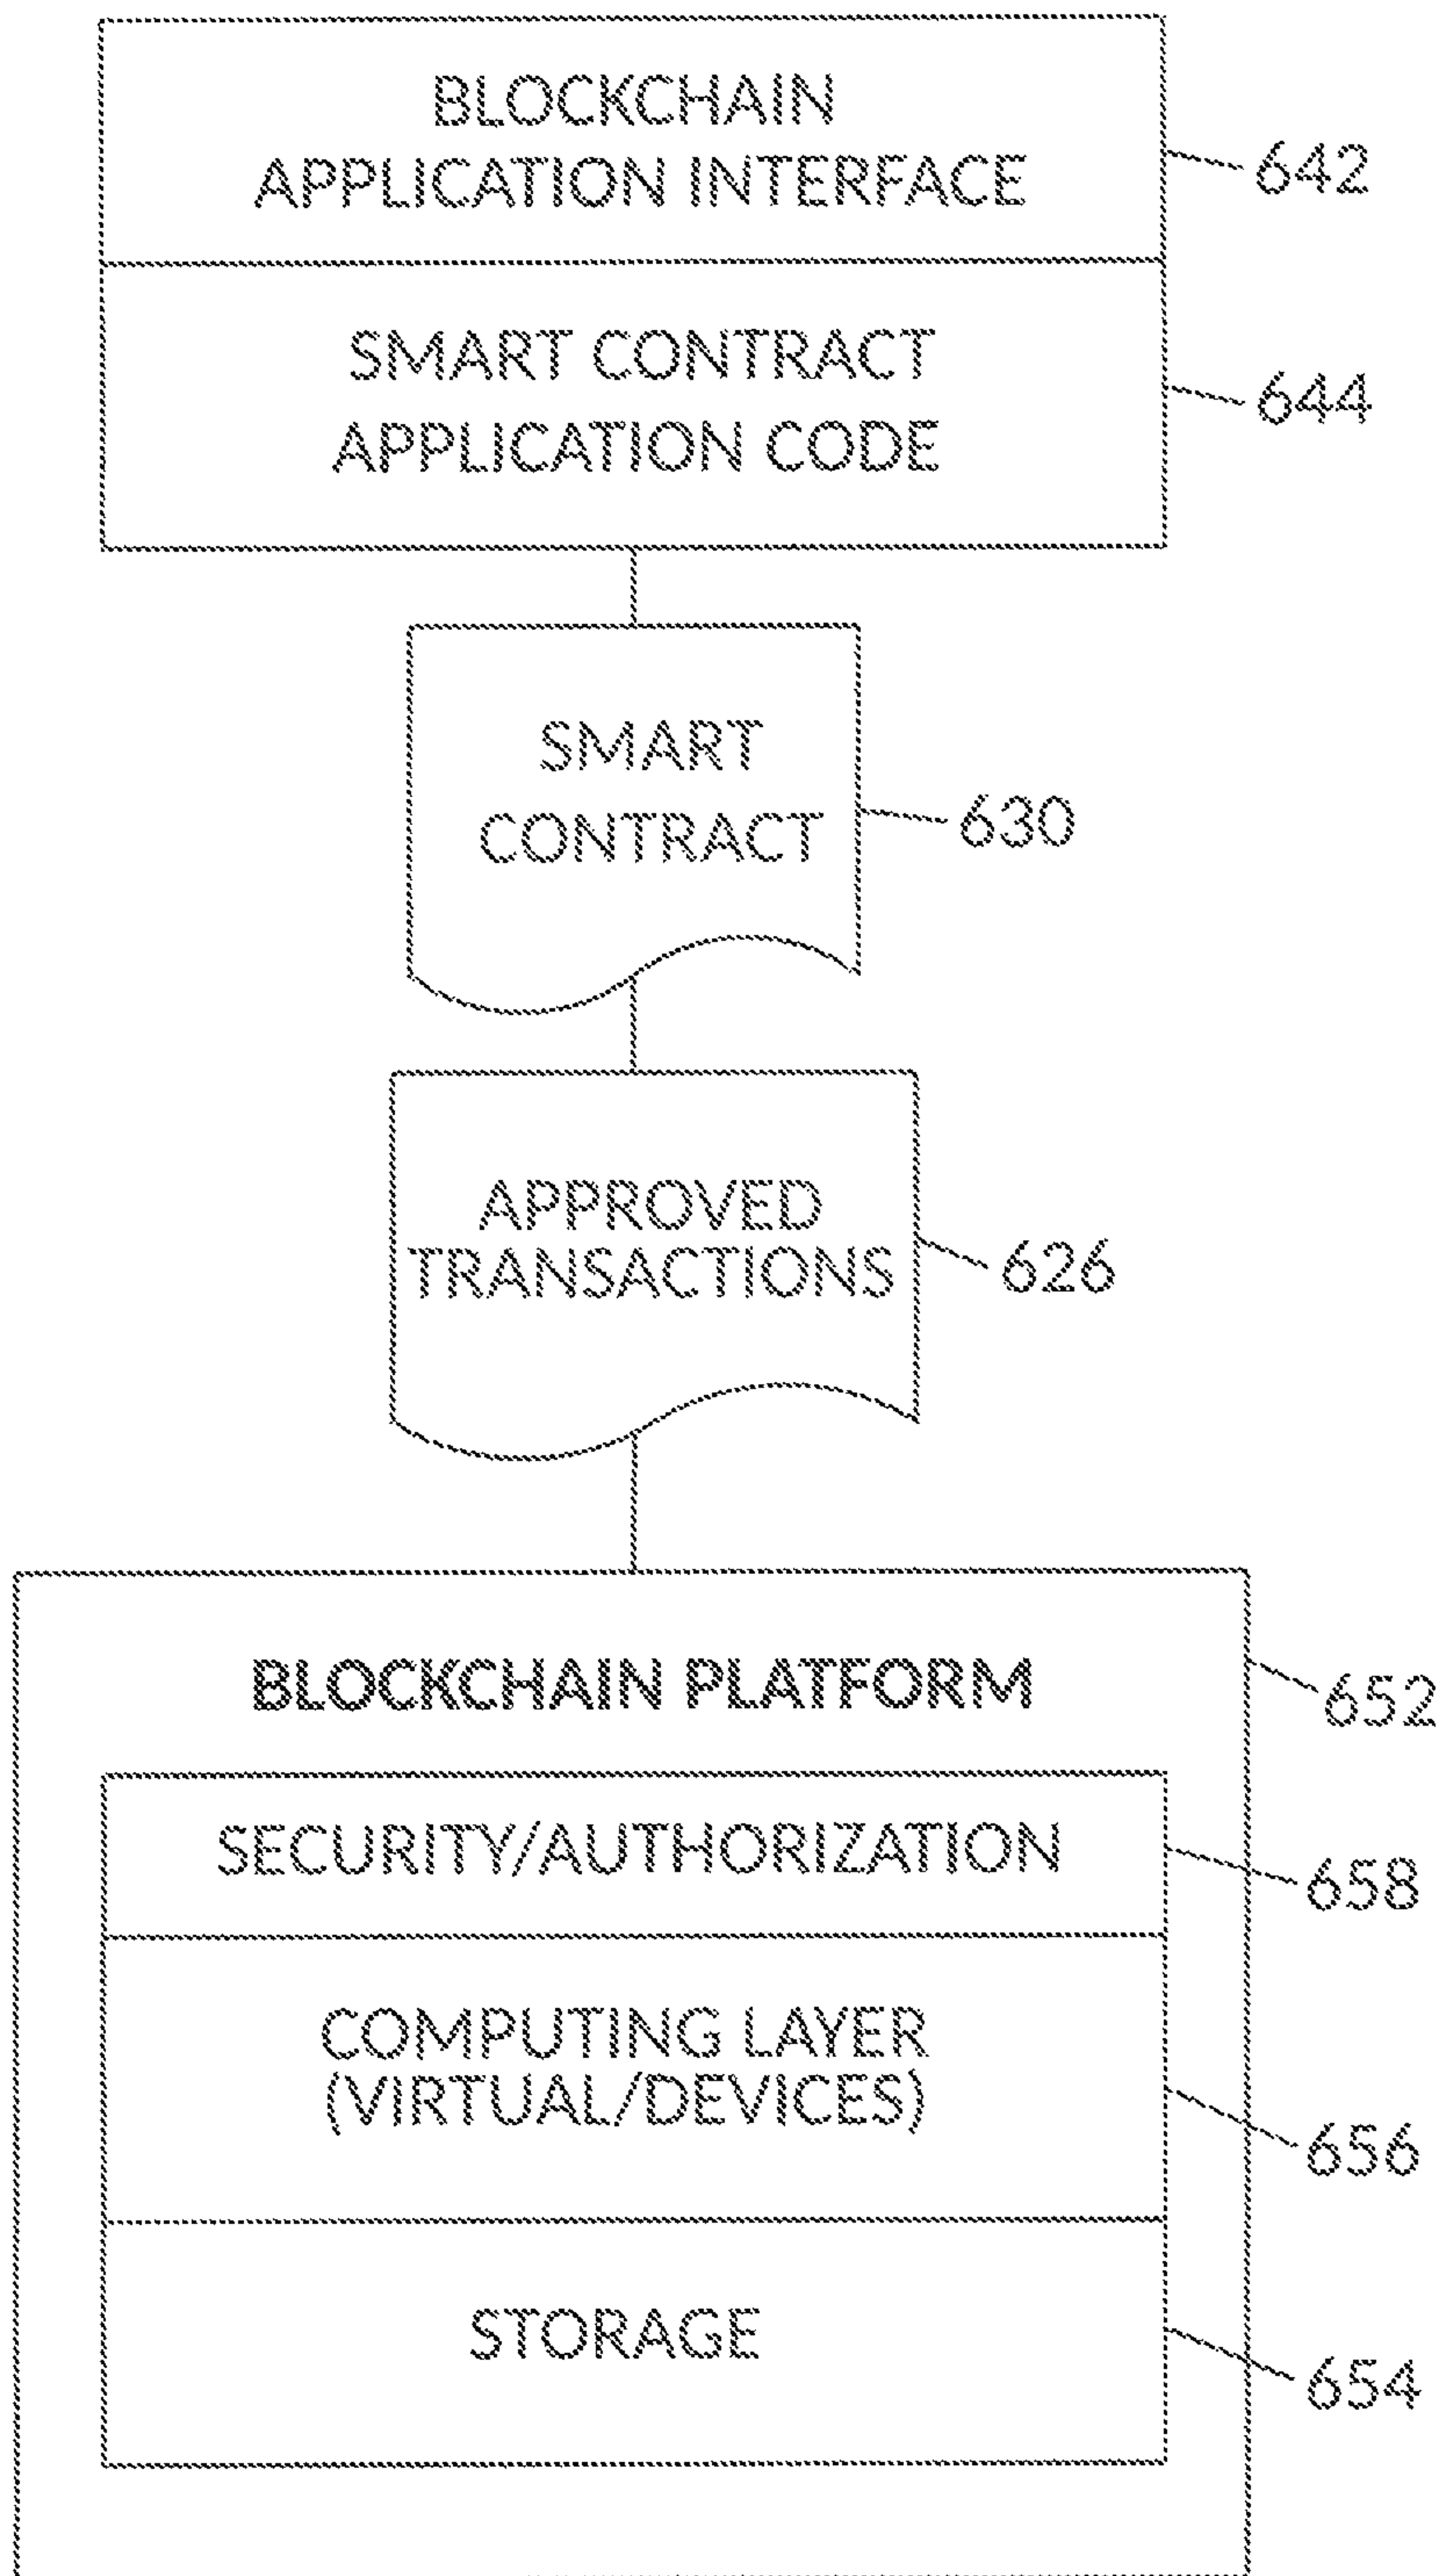 BLOCKCHAIN
APPLICATION INTERFACE
642
SMART CONTRACT
APPLICATION CODE
644
SMART
CONTRACT
630
APPROVED
TRANSACTIONS
626
BLOCKCHAIN PLATFORM
652
SECURITY/AUTHORIZATION
658
COMPUTING LAYER
(VIRTUAL/DEVICES)
656
STORAGE
654